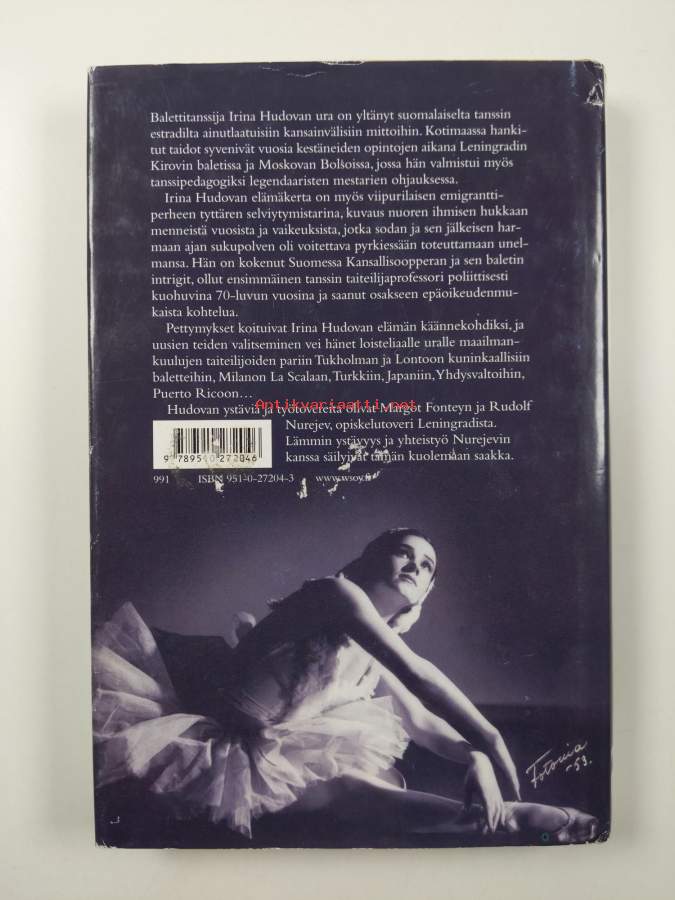 Balettitanssija Irina Hudovan ura on yltänyt suomalaiselta tanssin
estradilta ainutlaatuisiin kansainvälisiin mittoihin. Kotimaassa hanki-
tut taidot syvenivät vuosia kestäneiden opintojen aikana Leningradin
Kirovin baletissa ja Moskovan Bolšoissa, jossa hän valmistui myös
tanssipedagogiksi legendaaristen mestarien ohjauksessa.
Irina Hudovan elämäkerta on myös viipurilaisen emigrantti-
perheen tyttären selviytymistarina, kuvaus nuoren ihmisen hukkaan
menneistä vuosista ja vaikeuksista, jotka sodan ja sen jälkeisen har-
maan ajan sukupolven oli voitettava pyrkiessään toteuttamaan unel-
mansa. Hän on kokenut Suomessa Kansallisoopperan ja sen baletin
intrigit, ollut ensimmäinen tanssin taiteilijaprofessori poliittisesti
kuohuvina 70-luvun vuosina ja saanut osakseen epäoikeudenmu-
kaista kohtelua.
Pettymykset koituivat Irina Hudovan elämän käännekohdiksi, ja
uusien teiden valitseminen vei hänet loisteliaalle uralle maailman-
kuulujen taiteilijoiden pariin Tukholman ja Lontoon kuninkaallisiin
baletteihin, Milanon La Scalaan, Turkkiin, Japaniin, Yhdysvaltoihin,
Puerto Ricoon…
Antikvariaatti.net
Hudovan ystäviä ja työtovereita olivat Margot Fonteyn ja Rudolf
Nurejev, opiskelutoveri Leningradista.
Lämmin ystävyys ja yhteistyö Nurejevin
kanssa säilyivät tämän kuolemaan saakka.
9 789510 272046
991 ISBN 951-0-27204-3 www.wsoy.fi
Fotonia
-53.